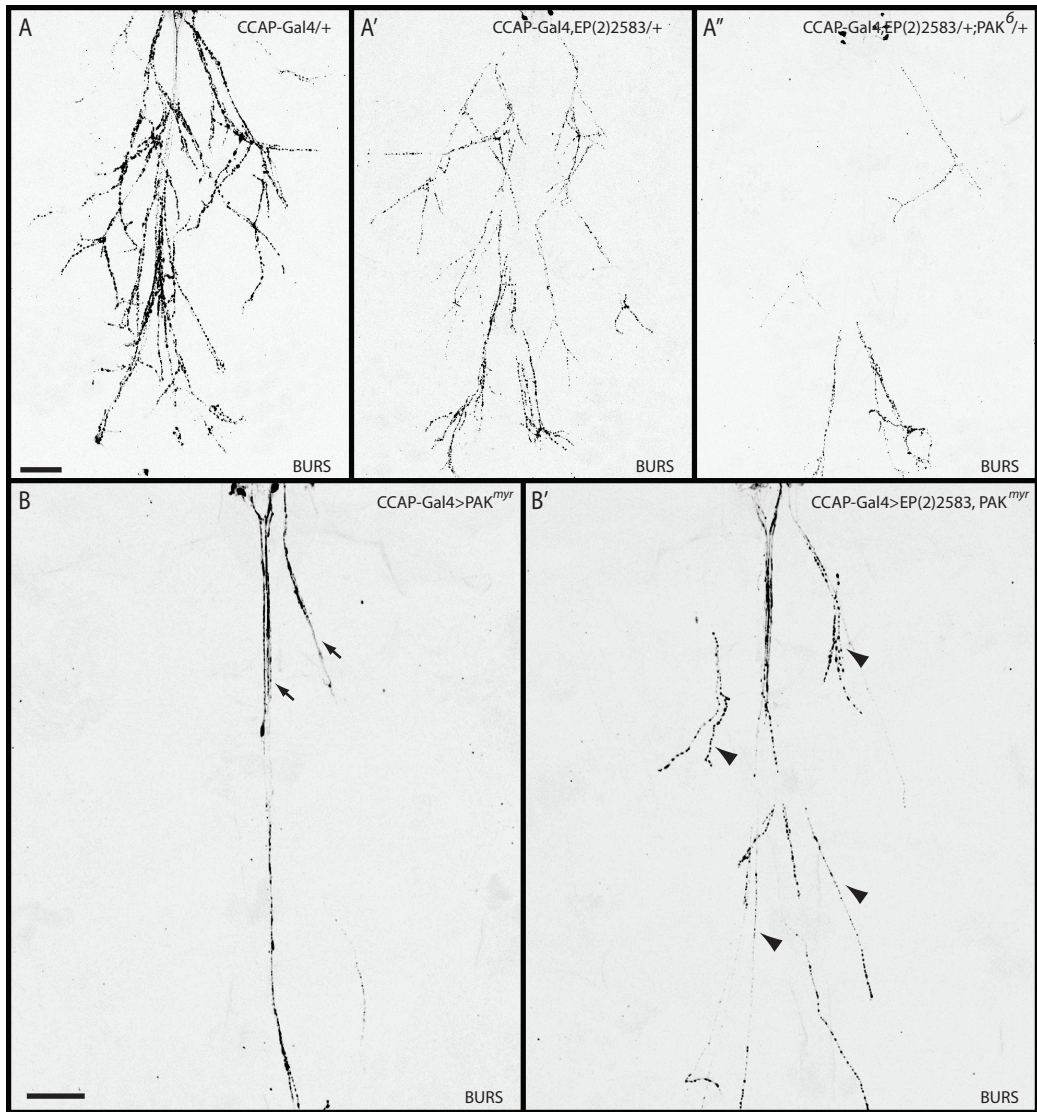 A
CCAP-Gal4/+
BURS
A'
CCAP-Gal4,EP(2)2583/+
BURS
A''
CCAP-Gal4,EP(2)2583/+;PAK6/+
BURS
B
CCAP-Gal4>PAKmyr
BURS
B'
CCAP-Gal4>EP(2)2583, PAKmyr
BURS